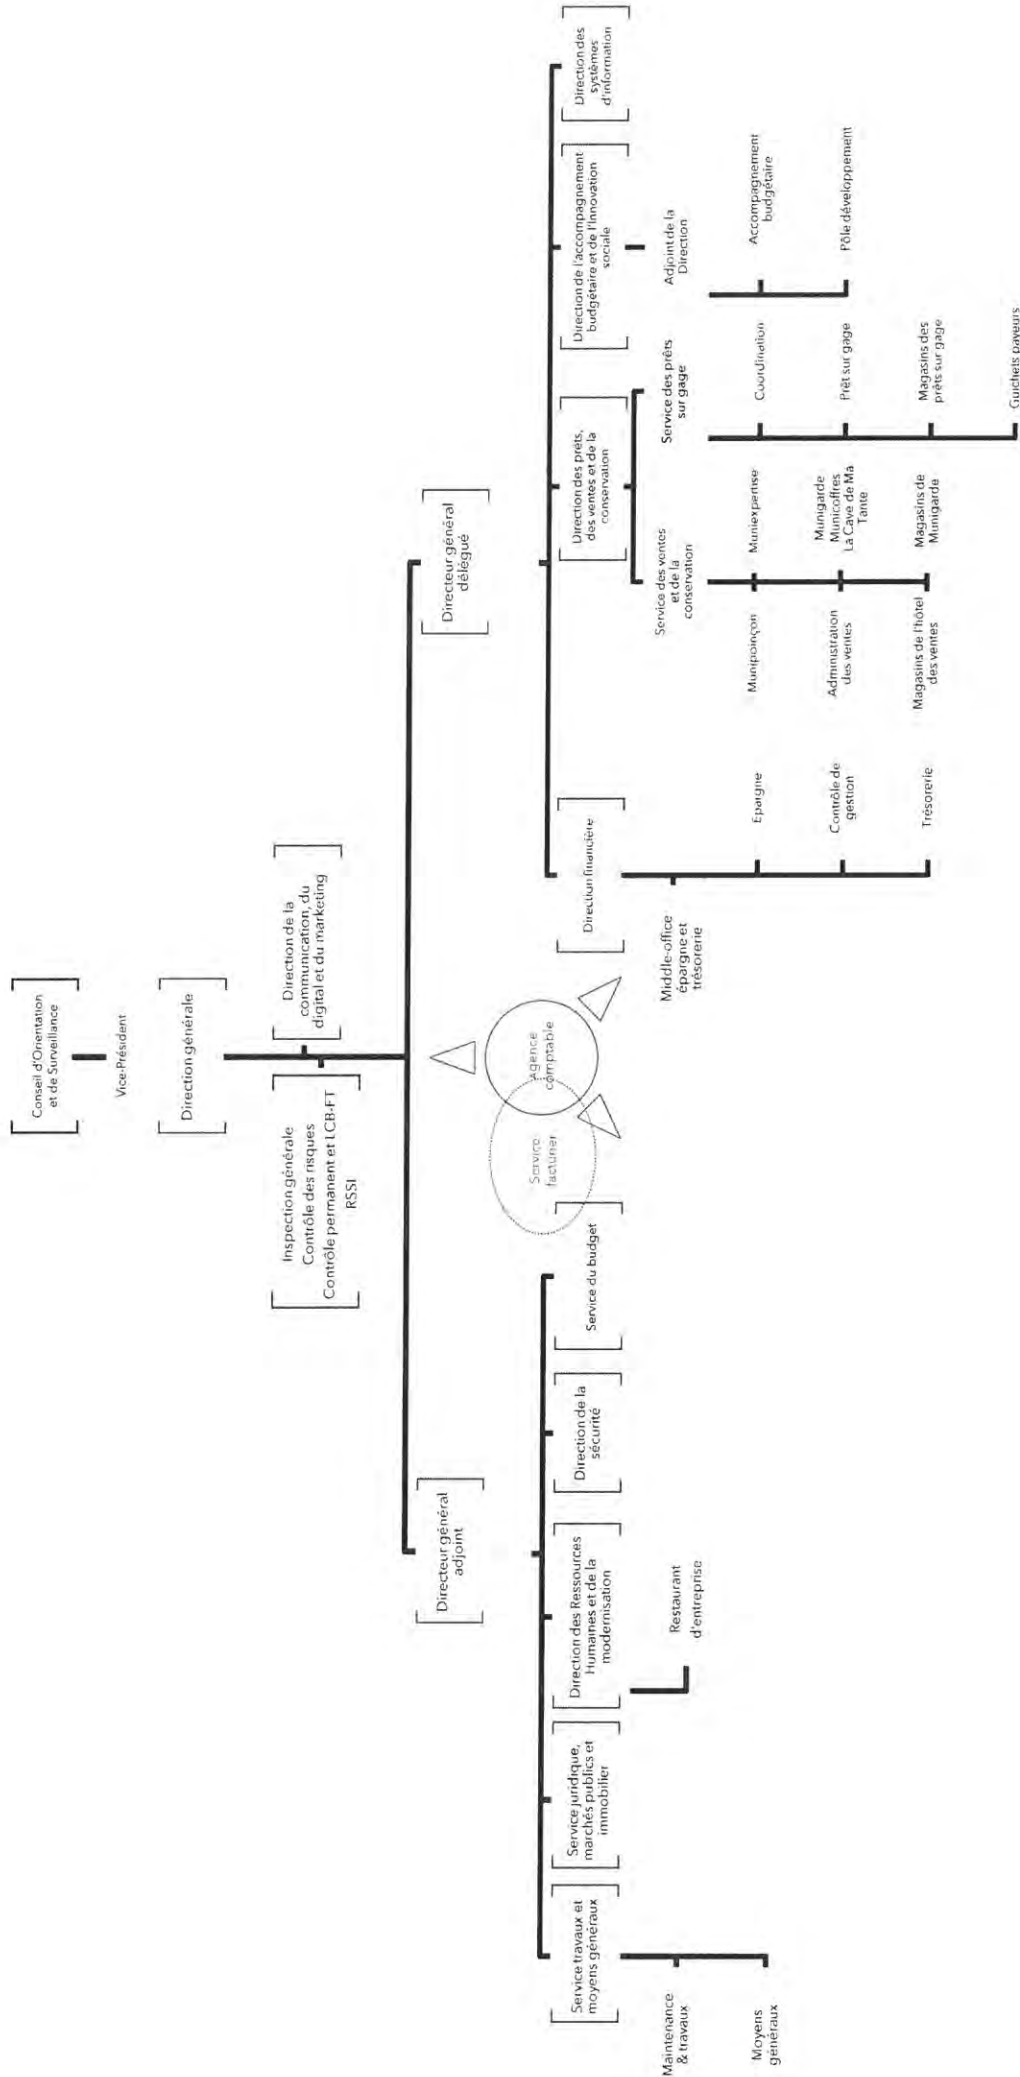 Conseil d'Orientation
et de Surveillance
Vice-Président
Direction générale
Inspection générale
Contrôle des risques
Contrôle permanent et LCB-FT
RSSI
Direction de la
communication, du
digital et du marketing
Directeur général
adjoint
Directeur général
délégué
Service
facturier
Agence
comptable
Service travaux et
moyens généraux
Maintenance
& travaux
Moyens
généraux
Service juridique,
marchés publics et
immobilier
Direction des Ressources
Humaines et de la
modernisation
Restaurant
d'entreprise
Direction de la
sécurité
Service du budget
Direction financière
Middle-office
épargne et
trésorerie
Epargne
Contrôle de
gestion
Trésorerie
Direction des prêts,
des ventes et de la
conservation
Service des ventes
et de la
conservation
Munipoinçon
Administration
des ventes
Magasins de l'hôtel
des ventes
Muniexpertise
Munigarde
Municoffres
La Cave de Ma
Tante
Magasins de
Munigarde
Service des prêts
sur gage
Coordination
Prêt sur gage
Magasins des
prêts sur gage
Guichets payeurs
Direction de l'accompagnement
budgétaire et de l'Innovation
sociale
Adjoint de la
Direction
Accompagnement
budgétaire
Pôle développement
Direction des
systèmes
d'information